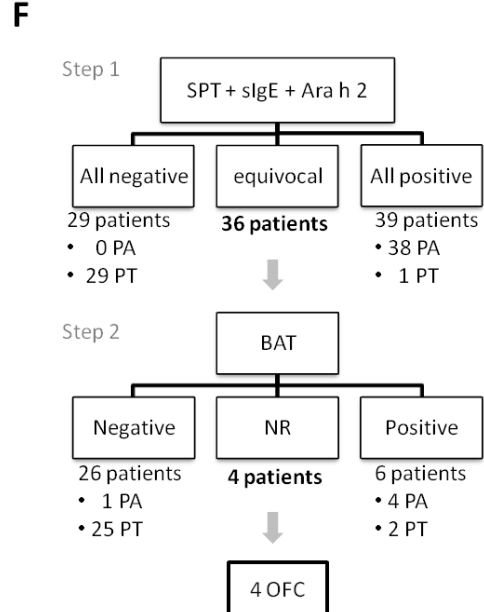 F
Step 1
SPT + sIgE + Ara h 2
All negative
equivocal
All positive
29 patients
• 0 PA
• 29 PT
36 patients
39 patients
• 38 PA
• 1 PT
Step 2
BAT
Negative
NR
Positive
26 patients
• 1 PA
• 25 PT
4 patients
6 patients
• 4 PA
• 2 PT
4 OFC